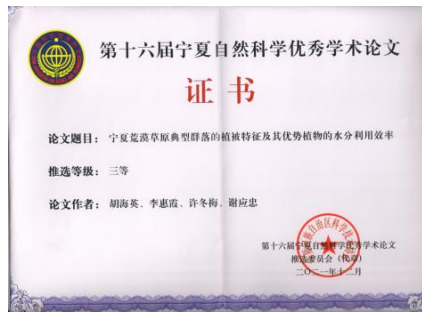 第十六届宁夏自然科学优秀学术论文
证书
论文题目：宁夏荒漠草原典型群落的植被特征及其优势植物的水分利用效率
推选等级：三等
论文作者：胡海英、李惠霞、许冬梅、谢应忠
第十六届宁夏自然科学优秀学术论文
推选委员会（代章）
二〇二一年十二月